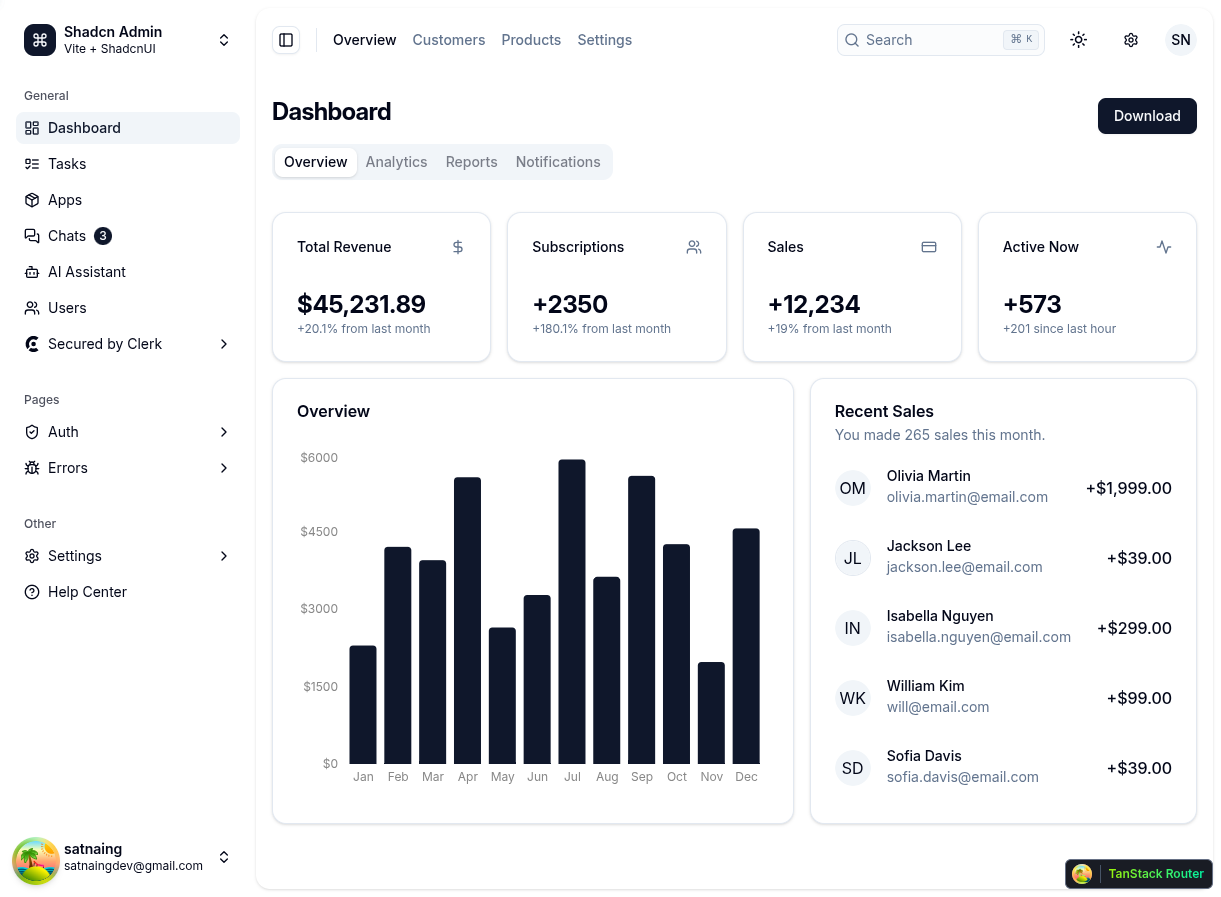 Shadcn Admin
Vite + ShadcnUI
General
Dashboard
Tasks
Apps
Chats 3
AI Assistant
Users
Secured by Clerk
Pages
Auth
Errors
Other
Settings
Help Center
satnaing
satnaingdev@gmail.com
Overview Customers Products Settings
Search ⌘ K
SN
Dashboard
Download
Overview Analytics Reports Notifications
Total Revenue
$45,231.89
+20.1% from last month
Subscriptions
+2350
+180.1% from last month
Sales
+12,234
+19% from last month
Active Now
+573
+201 since last hour
Overview
$6000
$4500
$3000
$1500
$0
Jan Feb Mar Apr May Jun Jul Aug Sep Oct Nov Dec
Recent Sales
You made 265 sales this month.
OM
Olivia Martin
olivia.martin@email.com
+$1,999.00
JL
Jackson Lee
jackson.lee@email.com
+$39.00
IN
Isabella Nguyen
isabella.nguyen@email.com
+$299.00
WK
William Kim
will@email.com
+$99.00
SD
Sofia Davis
sofia.davis@email.com
+$39.00
TanStack Router